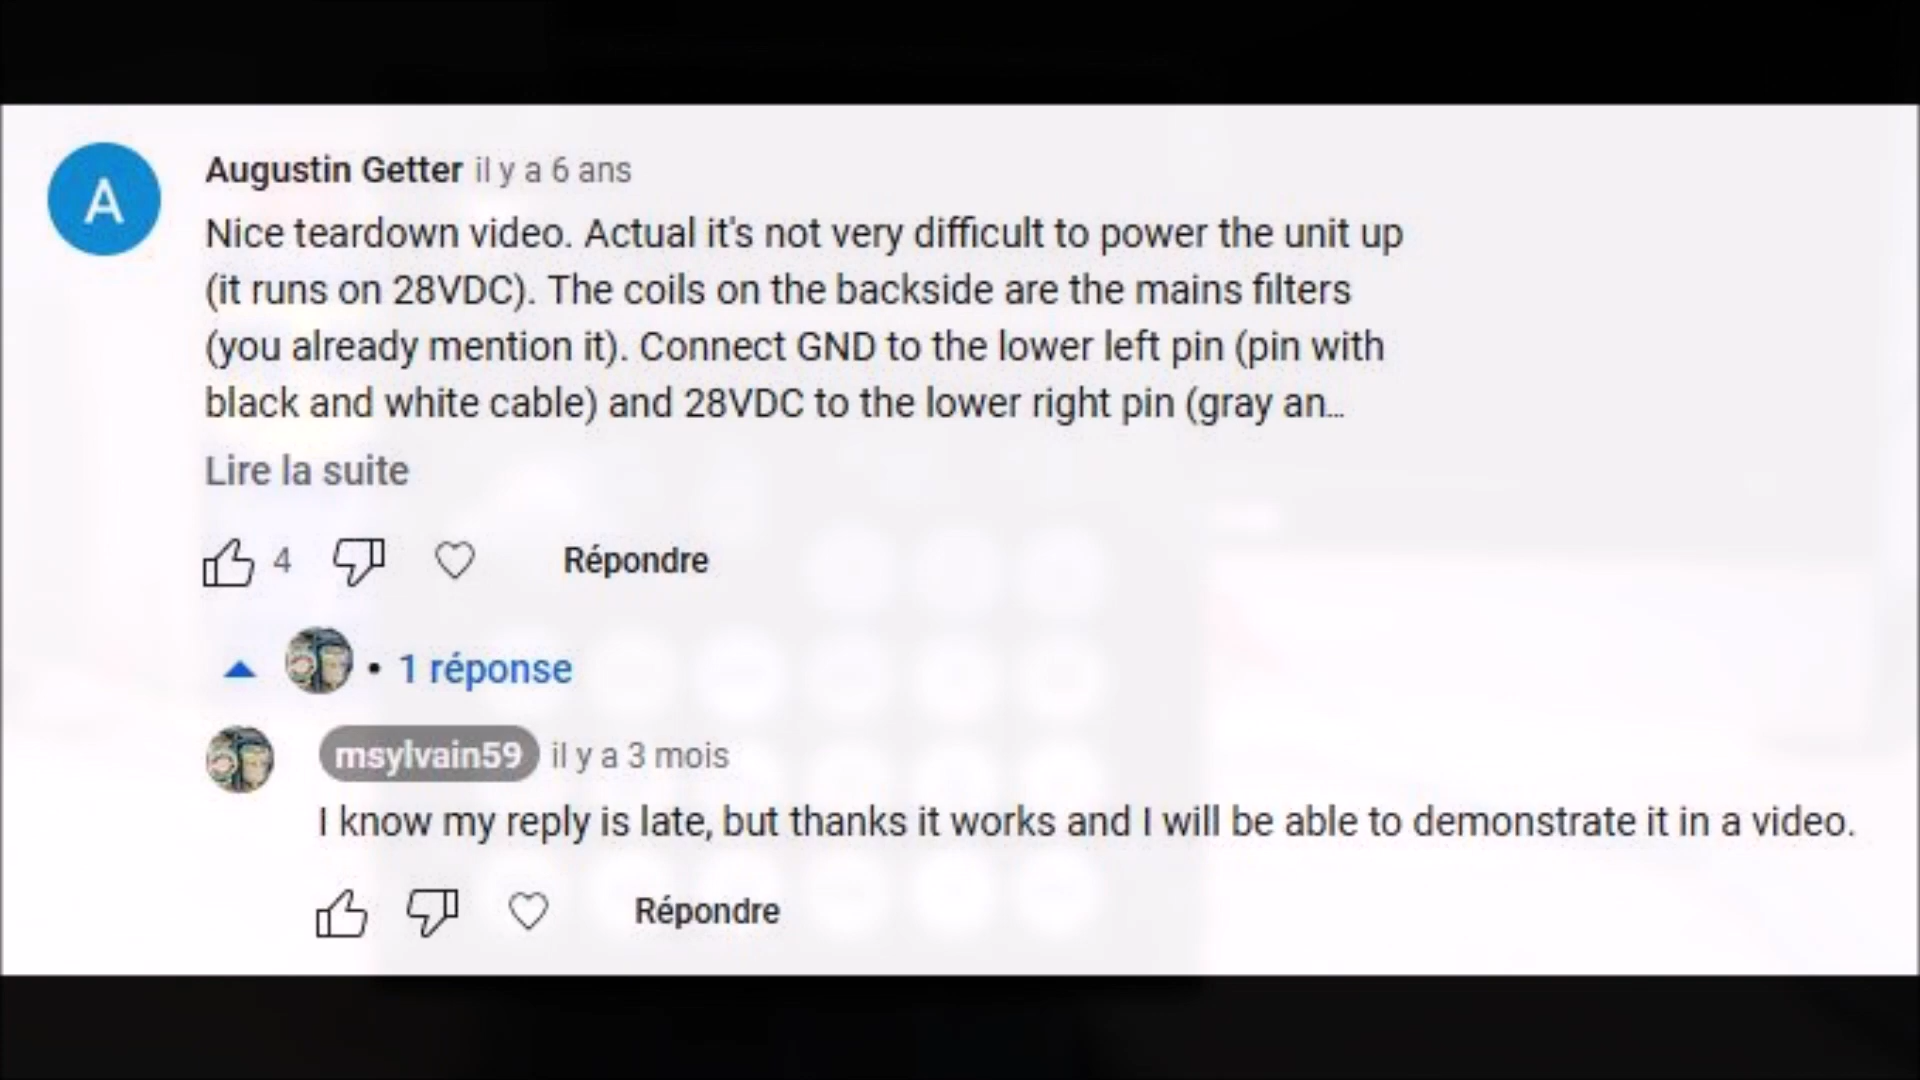 A
Augustin Getter il y a 6 ans
Nice teardown video. Actual it's not very difficult to power the unit up
(it runs on 28VDC). The coils on the backside are the mains filters
(you already mention it). Connect GND to the lower left pin (pin with
black and white cable) and 28VDC to the lower right pin (gray an...
Lire la suite
4 Répondre
• 1 réponse
msylvain59 il y a 3 mois
I know my reply is late, but thanks it works and I will be able to demonstrate it in a video.
Répondre